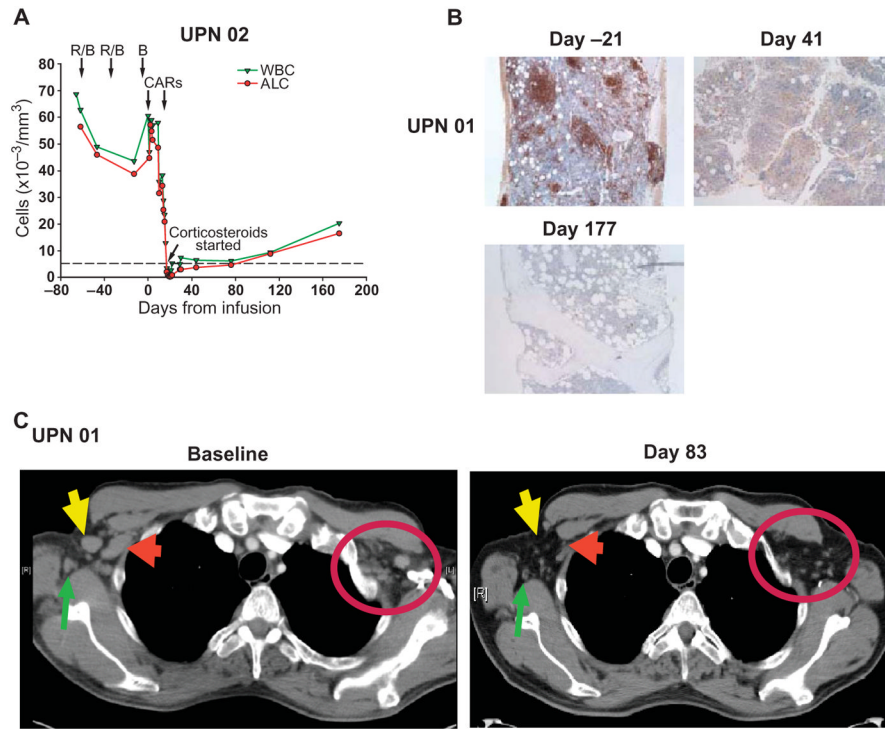 A
UPN 02
R/B R/B B
CARs
WBC
ALC
80
70
60
50
40
30
20
10
0
Cells (x10⁻³/mm³)
Corticosteroids
started
–80 –40 0 40 80 120 160 200
Days from infusion
B
Day –21 Day 41
UPN 01
Day 177
C
UPN 01
Baseline Day 83
[R] [L] [R]